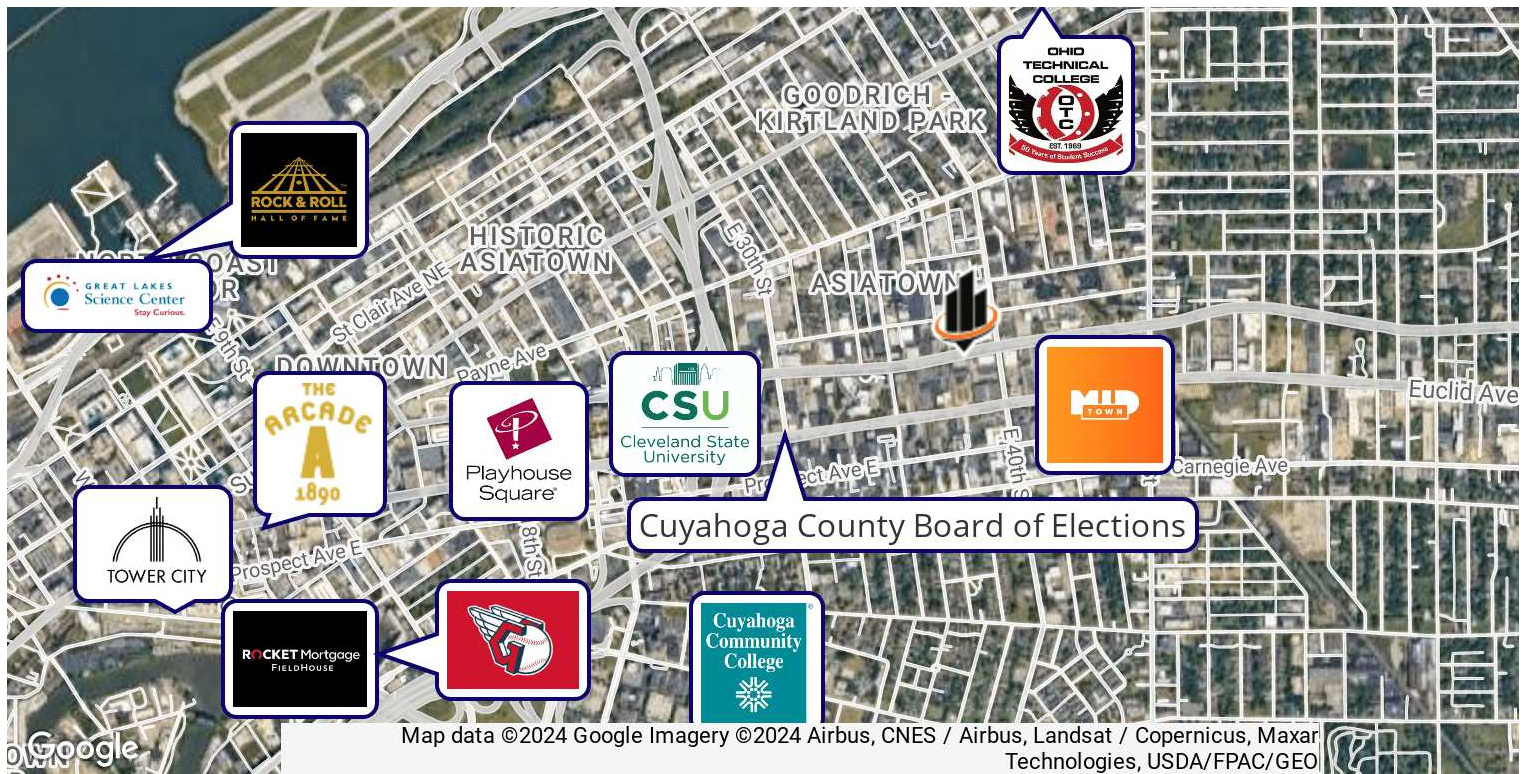 OHIO
TECHNICAL
COLLEGE
OTC
EST. 1969
50 Years of Student Success
GOODRICH -
KIRTLAND PARK
ROCK & ROLL
HALL OF FAME
HISTORIC
ASIATOWN
E 30th St
ASIATOWN
GREAT LAKES
Science Center
Stay Curious.
St Clair Ave NE
E 9th St
DOWNTOWN
Payne Ave
THE
ARCADE
A
1890
Playhouse
Square
CSU
Cleveland State
University
MID
TOWN
Euclid Ave
E 40th S
Carnegie Ave
Prospect Ave E
Cuyahoga County Board of Elections
TOWER CITY
Prospect Ave E
8th St
ROCKET Mortgage
FIELDHOUSE
Cuyahoga
Community
College
Google
Map data ©2024 Google Imagery ©2024 Airbus, CNES / Airbus, Landsat / Copernicus, Maxar
Technologies, USDA/FPAC/GEO